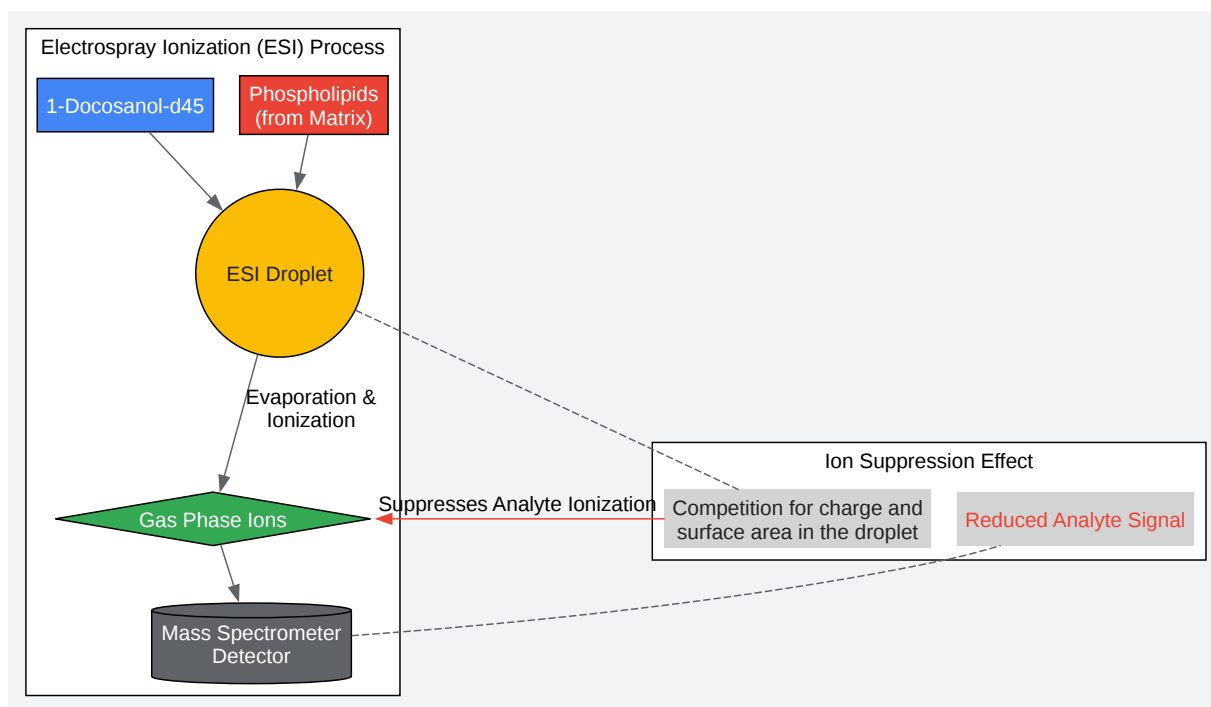 Electrospray Ionization (ESI) Process
1-Docosanol-d45
Phospholipids
(from Matrix)
ESI Droplet
Evaporation &
Ionization
Gas Phase Ions
Mass Spectrometer
Detector
Suppresses Analyte Ionization
Ion Suppression Effect
Competition for charge and
surface area in the droplet
Reduced Analyte Signal